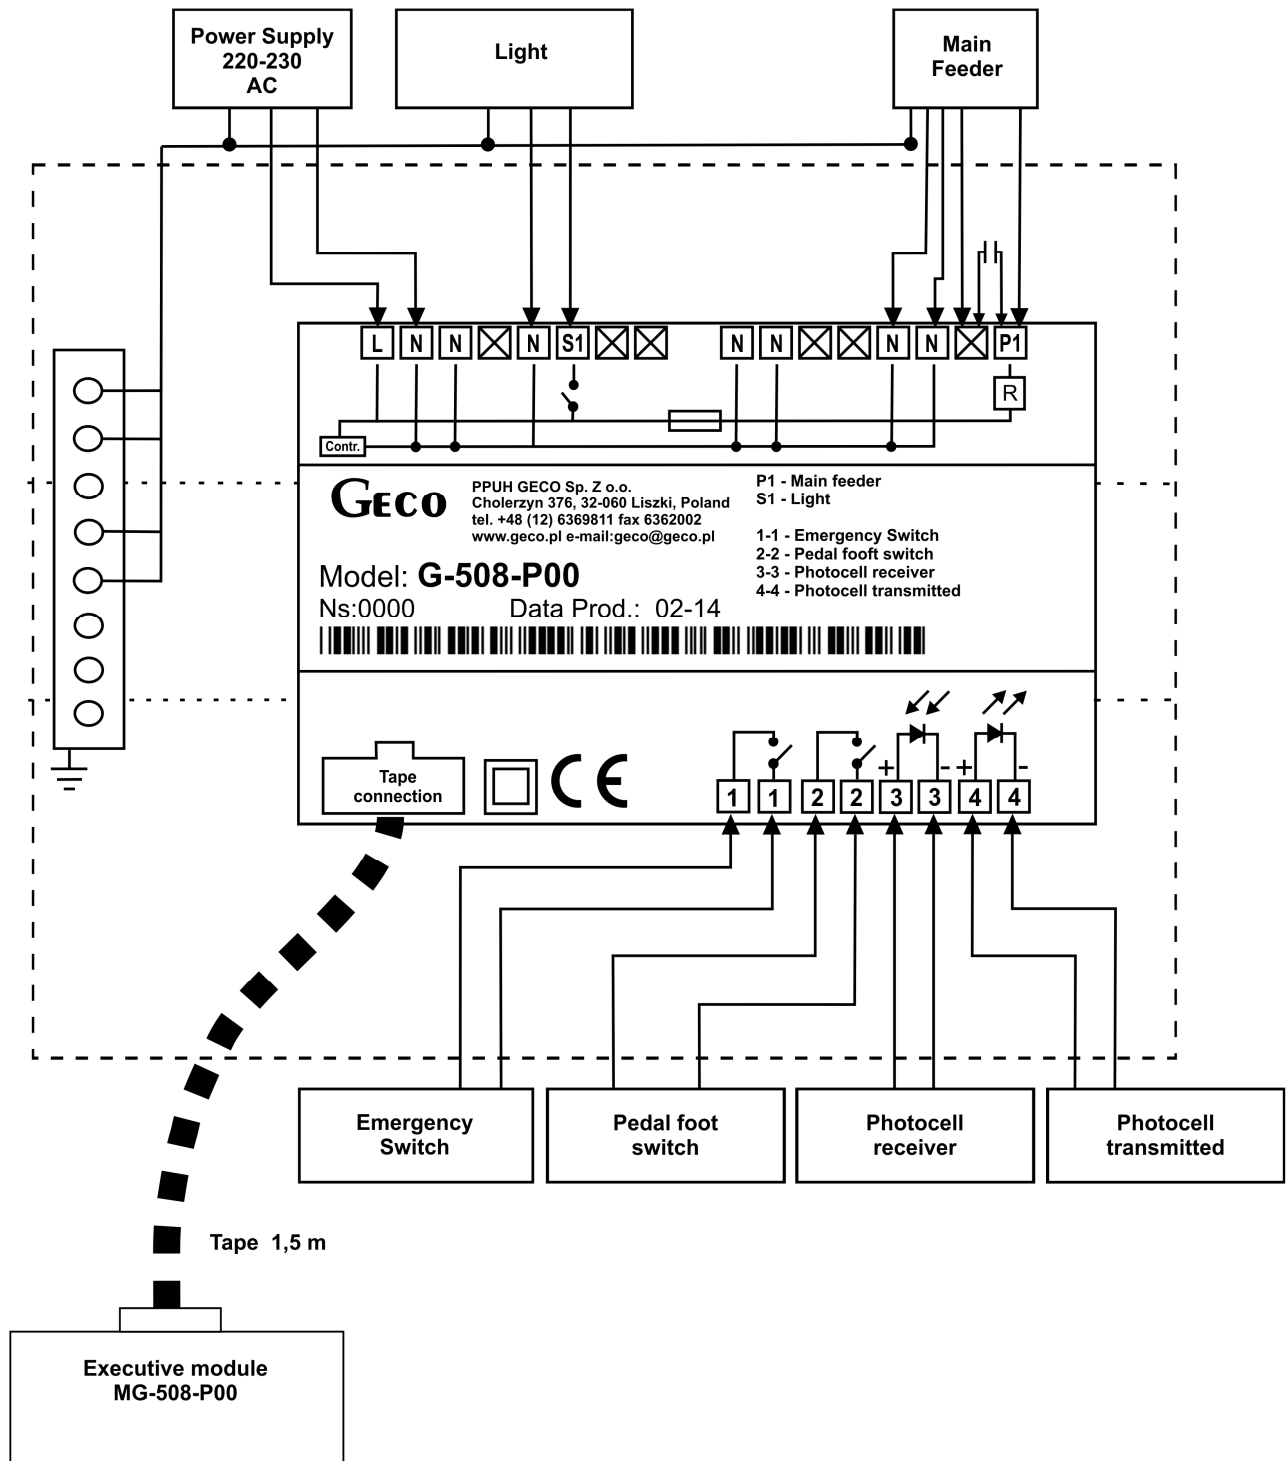 Power Supply
220-230
AC
Light
Main
Feeder
L N N N S1 N N N N P1
R
Contr.
GECO
PPUH GECO Sp. Z o.o.
Cholerzyn 376, 32-060 Liszki, Poland
tel. +48 (12) 6369811 fax 6362002
www.geco.pl e-mail:geco@geco.pl
P1 - Main feeder
S1 - Light
1-1 - Emergency Switch
2-2 - Pedal fooft switch
3-3 - Photocell receiver
4-4 - Photocell transmitted
Model: G-508-P00
Ns:0000 Data Prod.: 02-14
Tape
connection
CE
+ - + -
1 1 2 2 3 3 4 4
Emergency
Switch
Pedal foot
switch
Photocell
receiver
Photocell
transmitted
Tape 1,5 m
Executive module
MG-508-P00